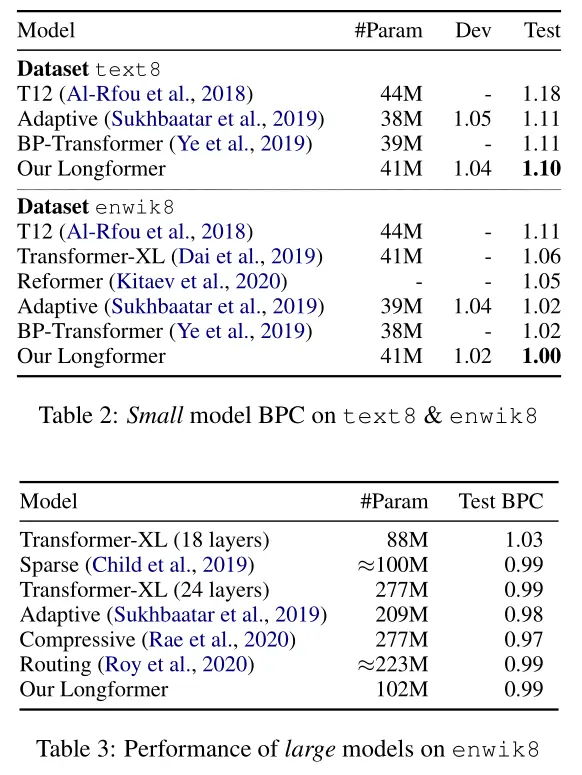 Model #Param Dev Test
Dataset text8
T12 (Al-Rfou et al., 2018) 44M - 1.18
Adaptive (Sukhbaatar et al., 2019) 38M 1.05 1.11
BP-Transformer (Ye et al., 2019) 39M - 1.11
Our Longformer 41M 1.04 1.10
Dataset enwik8
T12 (Al-Rfou et al., 2018) 44M - 1.11
Transformer-XL (Dai et al., 2019) 41M - 1.06
Reformer (Kitaev et al., 2020) - - 1.05
Adaptive (Sukhbaatar et al., 2019) 39M 1.04 1.02
BP-Transformer (Ye et al., 2019) 38M - 1.02
Our Longformer 41M 1.02 1.00
Table 2: Small model BPC on text8 & enwik8
Model #Param Test BPC
Transformer-XL (18 layers) 88M 1.03
Sparse (Child et al., 2019) ≈100M 0.99
Transformer-XL (24 layers) 277M 0.99
Adaptive (Sukhbaatar et al., 2019) 209M 0.98
Compressive (Rae et al., 2020) 277M 0.97
Routing (Roy et al., 2020) ≈223M 0.99
Our Longformer 102M 0.99
Table 3: Performance of large models on enwik8